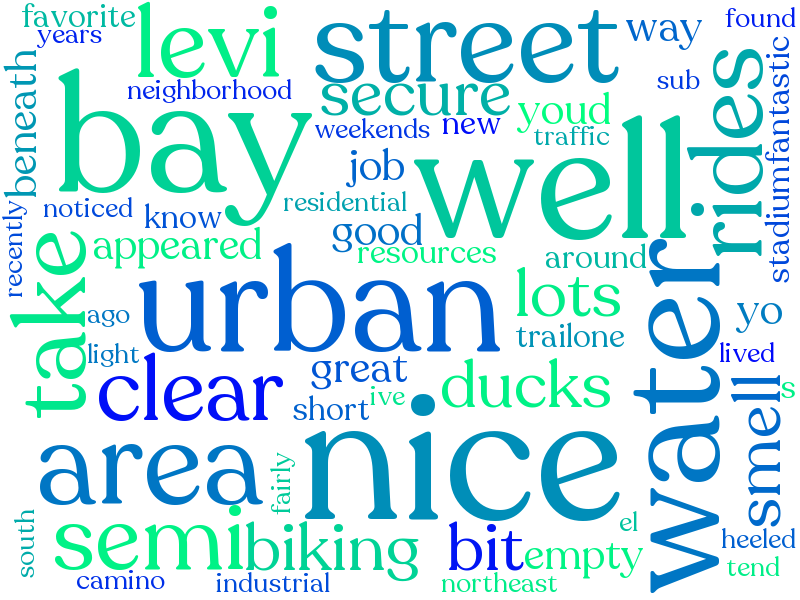 favorite
years
levi
street
way
found
neighborhood
secure
sub
fantastic
beneath
bay
weekends
new
youd
traffic
rides
job
well
stadium
recently
noticed
know
residential
good
appeared
resources
around
take
urban
lots
water
yo
ago
trailone
light
great
lived
clear
short
ive
ducks
s
smell
area
nice
fairly
south
semi
biking
bit
el
empty
heeled
camino
industrial
northeast
tend